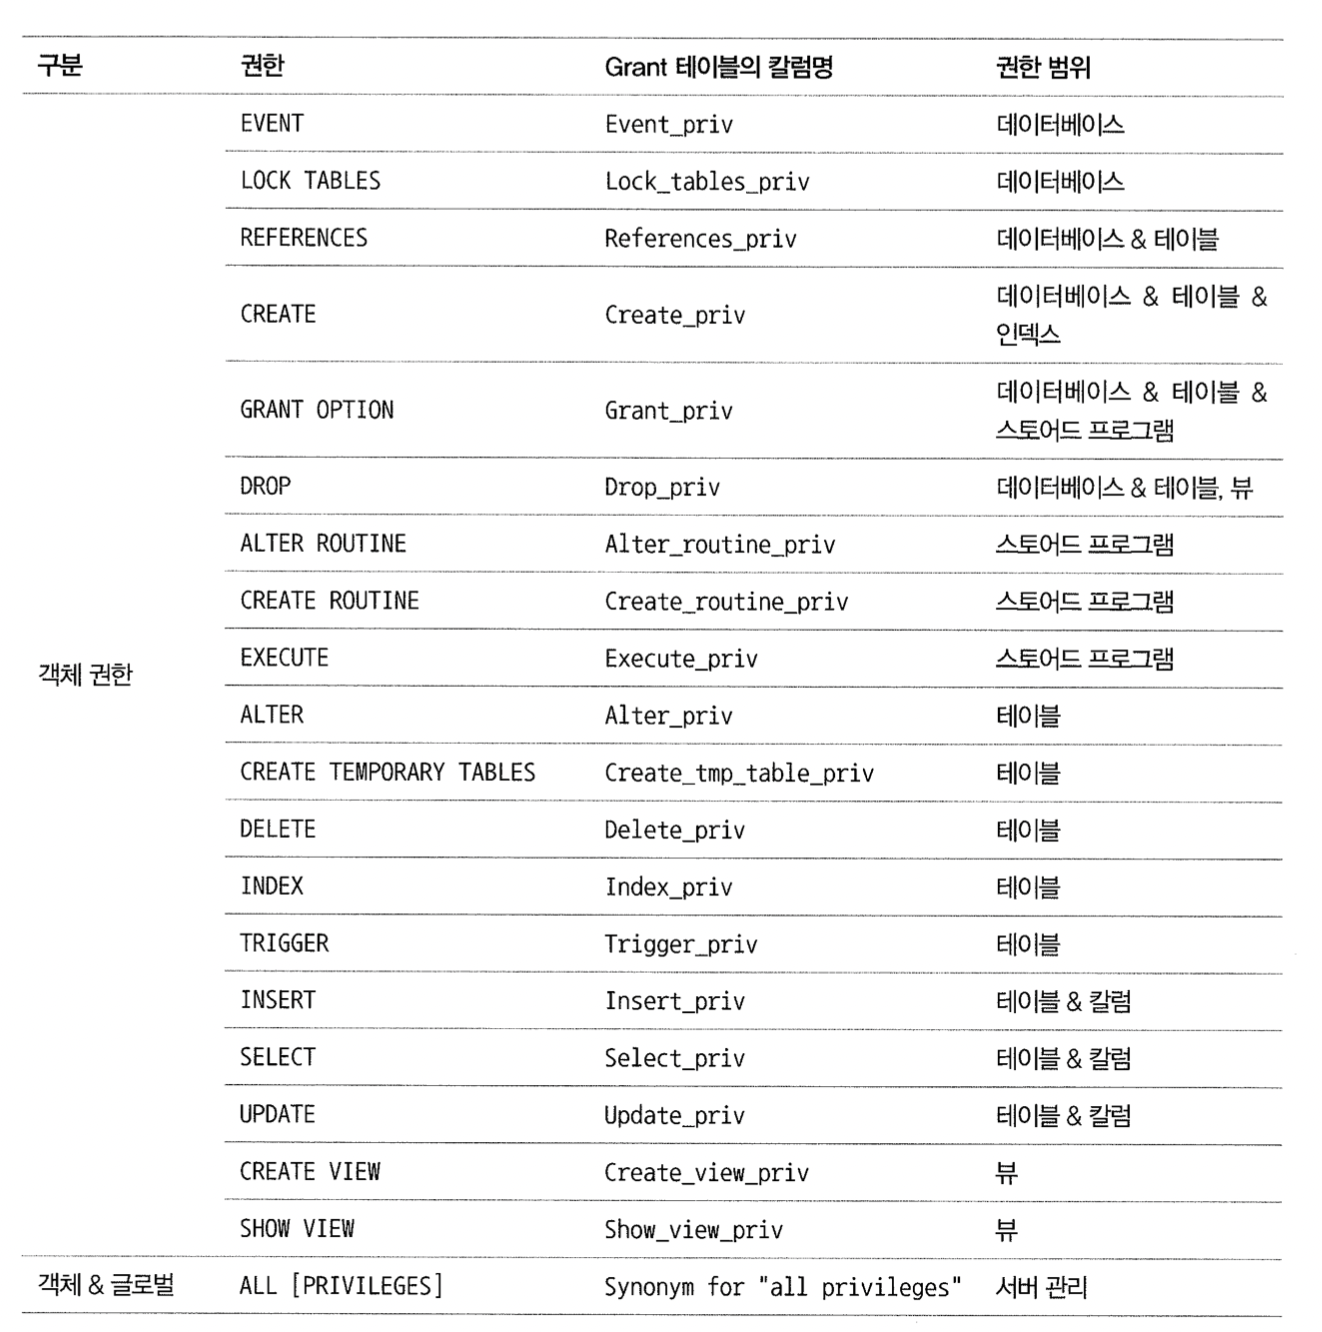 구분 권한 Grant 테이블의 칼럼명 권한 범위
EVENT Event_priv 데이터베이스
LOCK TABLES Lock_tables_priv 데이터베이스
REFERENCES References_priv 데이터베이스 & 테이블
CREATE Create_priv 데이터베이스 & 테이블 &
인덱스
GRANT OPTION Grant_priv 데이터베이스 & 테이블 &
스토어드 프로그램
DROP Drop_priv 데이터베이스 & 테이블, 뷰
ALTER ROUTINE Alter_routine_priv 스토어드 프로그램
CREATE ROUTINE Create_routine_priv 스토어드 프로그램
EXECUTE Execute_priv 스토어드 프로그램
객체 권한
ALTER Alter_priv 테이블
CREATE TEMPORARY TABLES Create_tmp_table_priv 테이블
DELETE Delete_priv 테이블
INDEX Index_priv 테이블
TRIGGER Trigger_priv 테이블
INSERT Insert_priv 테이블 & 칼럼
SELECT Select_priv 테이블 & 칼럼
UPDATE Update_priv 테이블 & 칼럼
CREATE VIEW Create_view_priv 뷰
SHOW VIEW Show_view_priv 뷰
객체 & 글로벌 ALL [PRIVILEGES] Synonym for "all privileges" 서버 관리